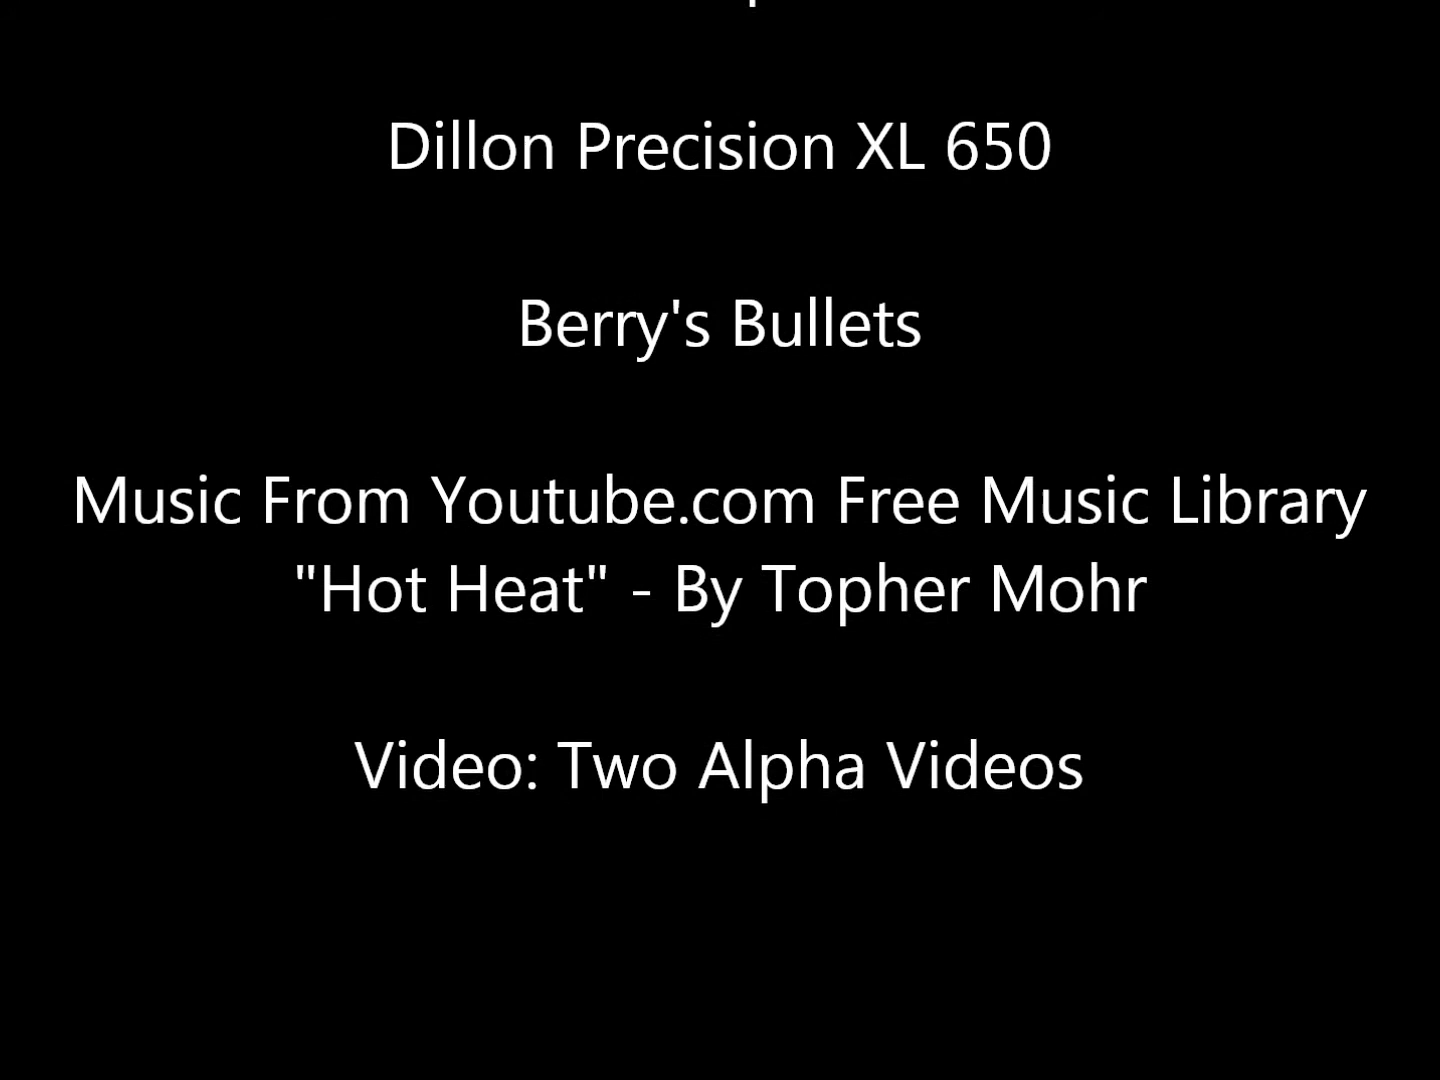 Dillon Precision XL 650
Berry's Bullets
Music From Youtube.com Free Music Library
"Hot Heat" - By Topher Mohr
Video: Two Alpha Videos